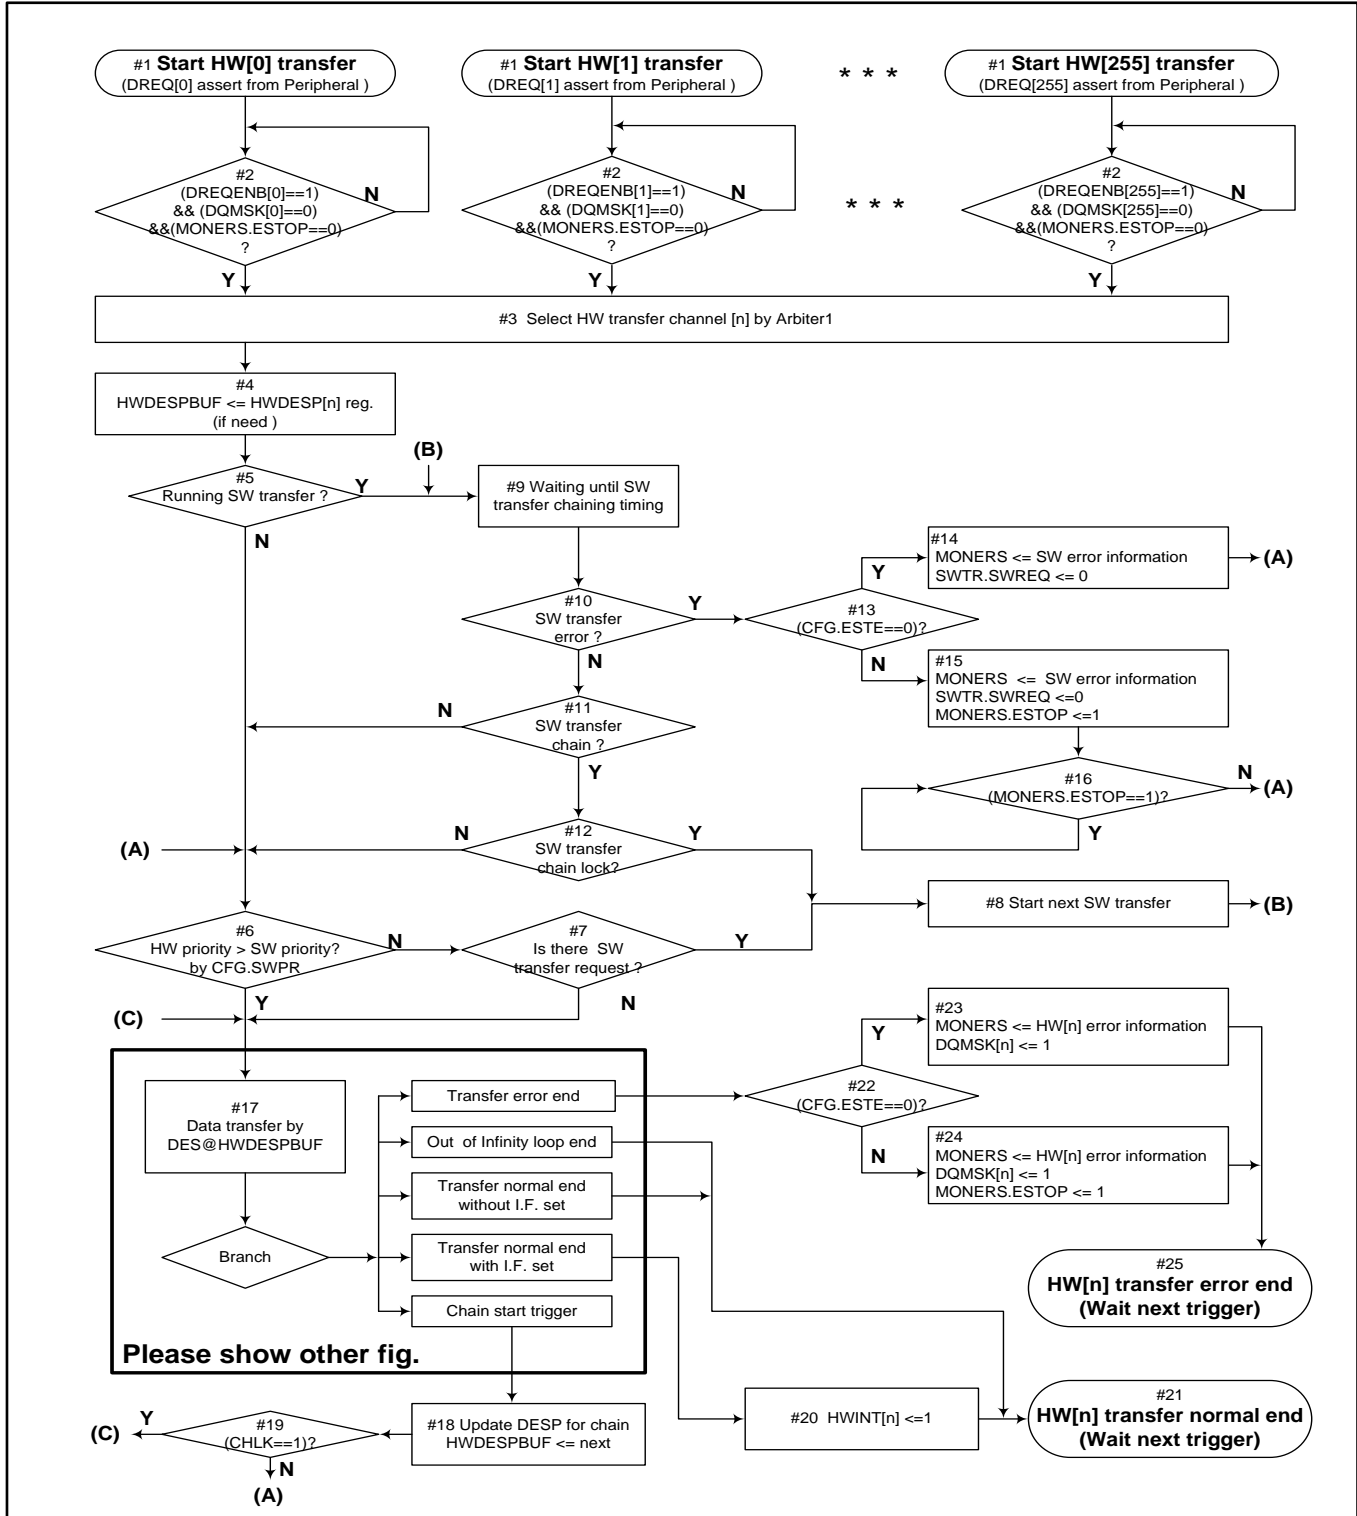 #1 Start HW[0] transfer
(DREQ[0] assert from Peripheral )
#1 Start HW[1] transfer
(DREQ[1] assert from Peripheral )
* * *
#1 Start HW[255] transfer
(DREQ[255] assert from Peripheral )
#2
(DREQENB[0]==1)
&& (DQMSK[0]==0)
&&(MONERS.ESTOP==0)
?
N
Y
#2
(DREQENB[1]==1)
&& (DQMSK[1]==0)
&&(MONERS.ESTOP==0)
?
N
Y
* * *
#2
(DREQENB[255]==1)
&& (DQMSK[255]==0)
&&(MONERS.ESTOP==0)
?
N
Y
#3 Select HW transfer channel [n] by Arbiter1
#4
HWDESPBUF <= HWDESP[n] reg.
(if need )
(B)
#5
Running SW transfer ?
Y
N
#9 Waiting until SW
transfer chaining timing
#10
SW transfer
error ?
Y
N
#13
(CFG.ESTE==0)?
Y
N
#14
MONERS <= SW error information
SWTR.SWREQ <= 0
(A)
#15
MONERS <= SW error information
SWTR.SWREQ <=0
MONERS.ESTOP <=1
#11
SW transfer
chain ?
N
Y
#16
(MONERS.ESTOP==1)?
N
(A)
Y
(A)
#12
SW transfer
chain lock?
N
Y
#8 Start next SW transfer
(B)
#6
HW priority > SW priority?
by CFG.SWPR
N
Y
#7
Is there SW
transfer request ?
Y
N
(C)
#17
Data transfer by
DES@HWDESPBUF
Branch
Transfer error end
Out of Infinity loop end
Transfer normal end
without I.F. set
Transfer normal end
with I.F. set
Chain start trigger
Please show other fig.
#22
(CFG.ESTE==0)?
Y
N
#23
MONERS <= HW[n] error information
DQMSK[n] <= 1
#24
MONERS <= HW[n] error information
DQMSK[n] <= 1
MONERS.ESTOP <= 1
#25
HW[n] transfer error end
(Wait next trigger)
(C)
Y
#19
(CHLK==1)?
N
(A)
#18 Update DESP for chain
HWDESPBUF <= next
#20 HWINT[n] <=1
#21
HW[n] transfer normal end
(Wait next trigger)